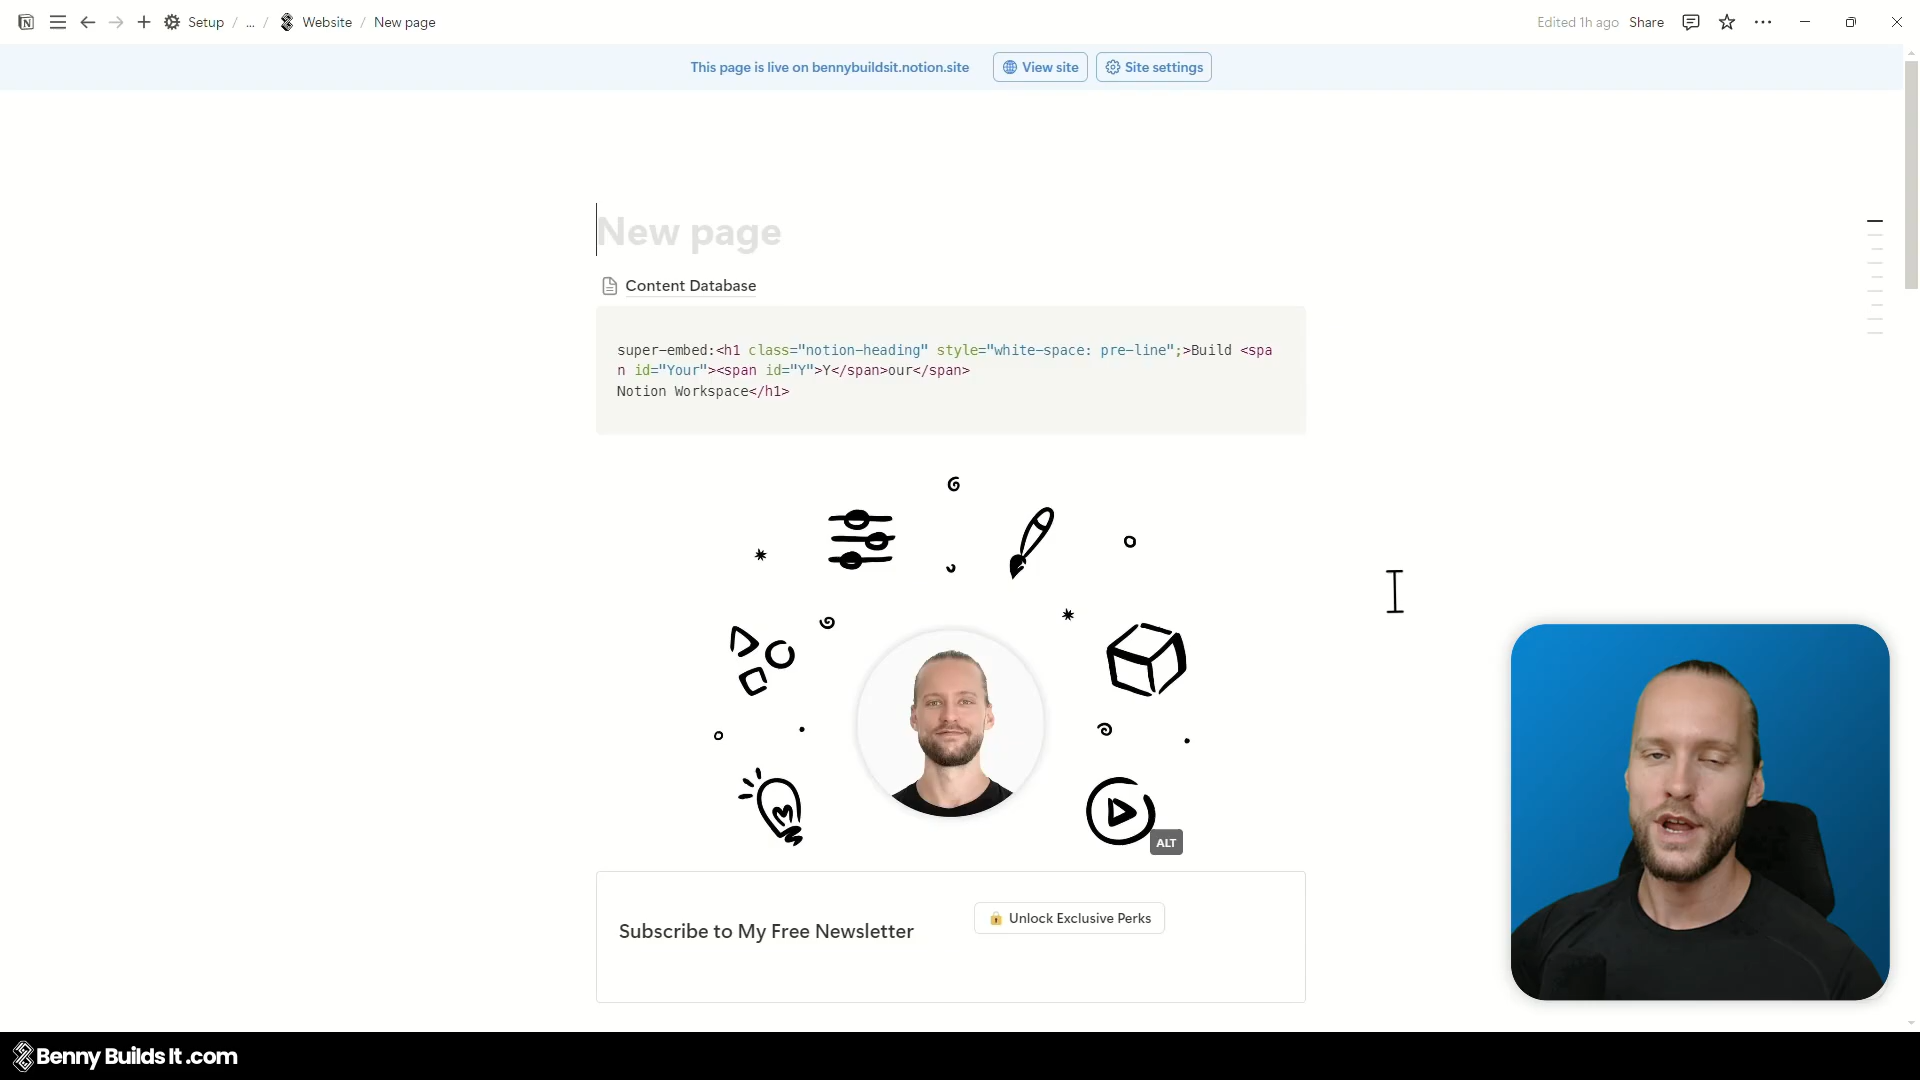 Setup / ... / Website / New page
Edited 1h ago Share
This page is live on bennybuildsit.notion.site View site Site settings
New page
Content Database
super-embed:<h1 class="notion-heading" style="white-space: pre-line";>Build <spa
n id="Your"><span id="Y">Y</span>our</span>
Notion Workspace</h1>
ALT
Subscribe to My Free Newsletter
🔒 Unlock Exclusive Perks
Benny Builds It .com